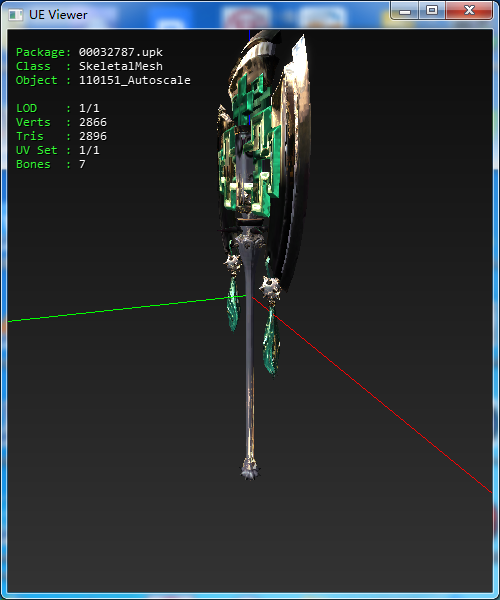 UE Viewer
Package: 00032787.upk
Class : SkeletalMesh
Object : 110151_Autoscale
LOD : 1/1
Verts : 2866
Tris : 2896
UV Set : 1/1
Bones : 7